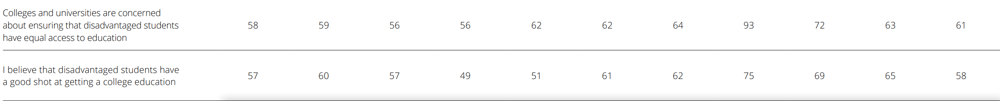 Colleges and universities are concerned
about ensuring that disadvantaged students
have equal access to education
58 59 56 56 62 62 64 93 72 63 61
I believe that disadvantaged students have
a good shot at getting a college education
57 60 57 49 51 61 62 75 69 65 58